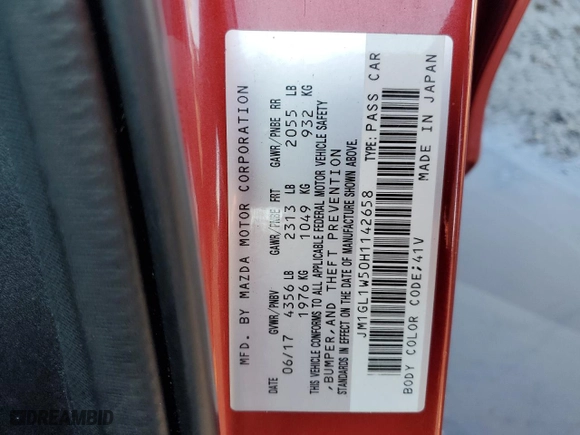 MFD. BY MAZDA MOTOR CORPORATION
DATE GVWR/PNBV GAWR/PNBE FRT GAWR/PNBE RR
06/17 4356 LB 2313 LB 2055 LB
1976 KG 1049 KG 932 KG
THIS VEHICLE CONFORMS TO ALL APPLICABLE FEDERAL MOTOR VEHICLE SAFETY
,BUMPER,AND THEFT PREVENTION
STANDARDS IN EFFECT ON THE DATE OF MANUFACTURE SHOWN ABOVE.
JM1GL1W50H1142658 TYPE: PASS CAR
BODY COLOR CODE;41V MADE IN JAPAN
© DREAMBID